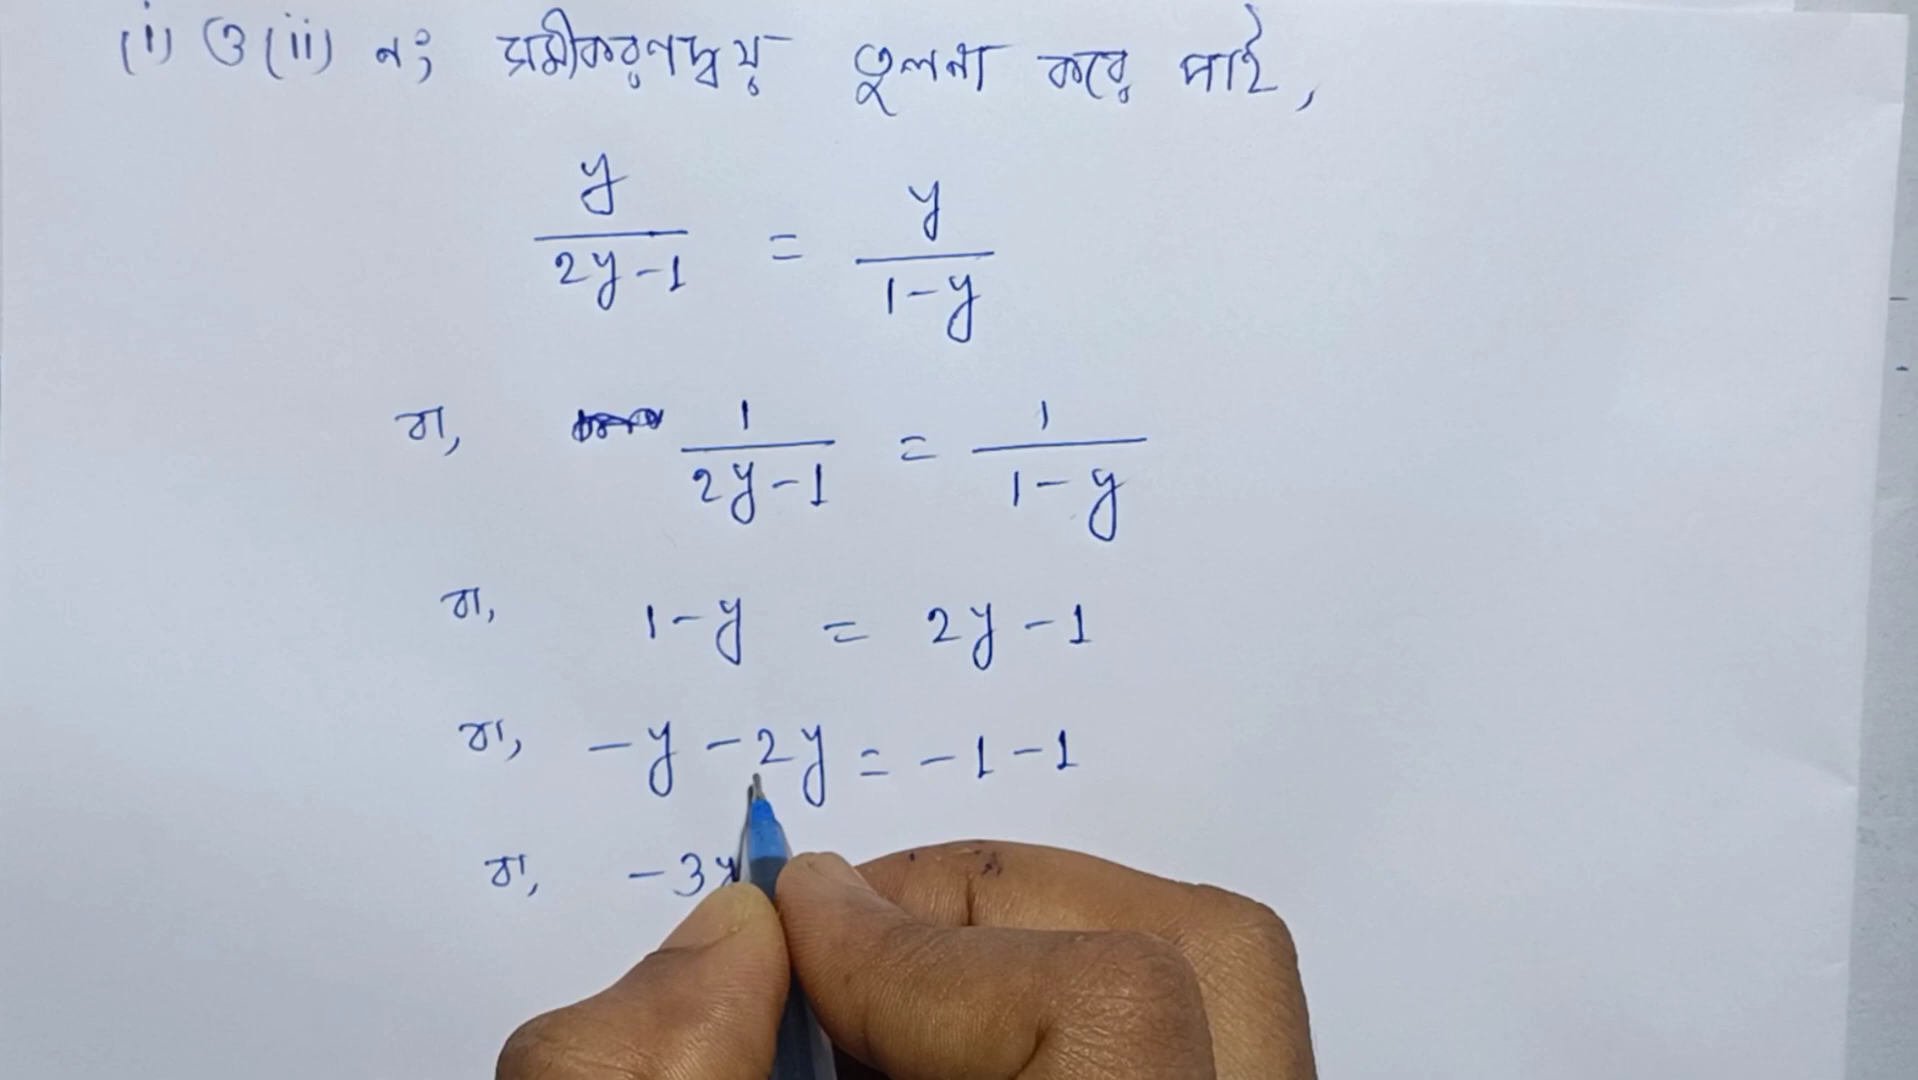 (i) ও (ii) নং সমীকরণদ্বয় তুলনা করে পাই,
y/(2y-1) = y/(1-y)
বা, 1/(2y-1) = 1/(1-y)
বা, 1-y = 2y-1
বা, -y-2y = -1-1
বা, -3y